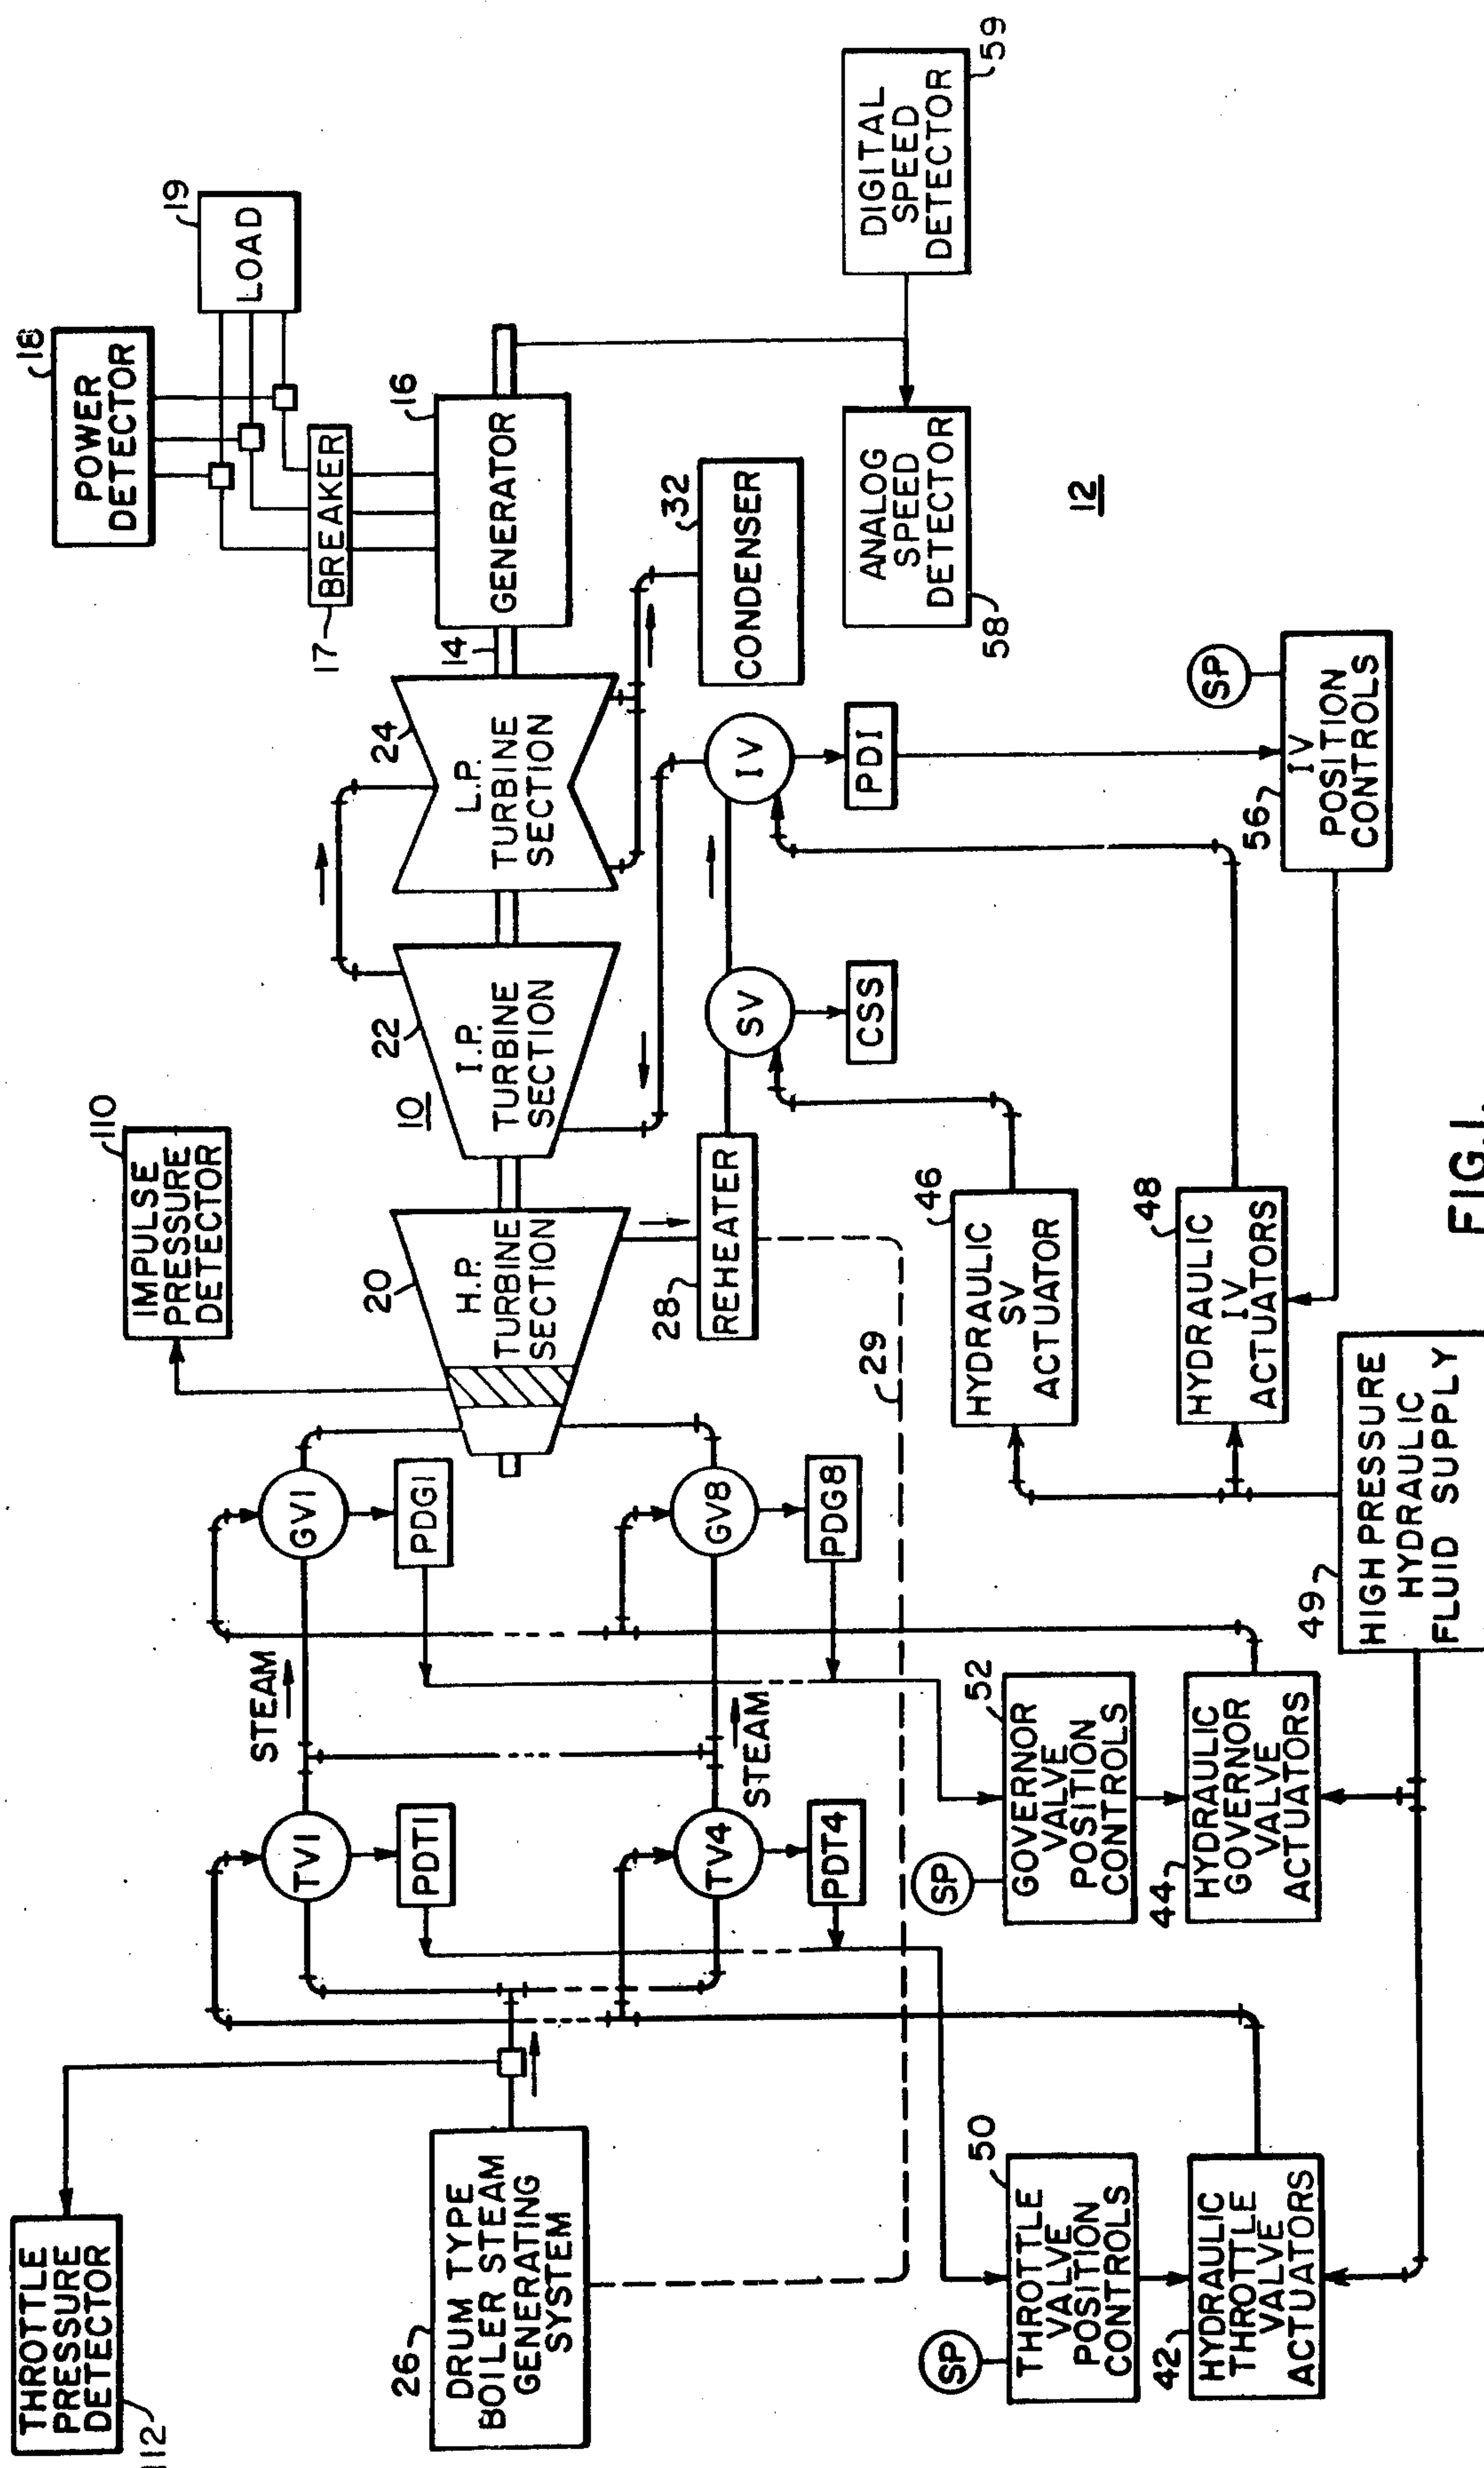 THROTTLE
PRESSURE
DETECTOR
112
IMPULSE
PRESSURE
DETECTOR
110
POWER
DETECTOR
18
LOAD
19
BREAKER
17
STEAM
TV1
GV1
PDT1
PDG1
26
DRUM TYPE
BOILER STEAM
GENERATING
SYSTEM
20
H.P.
TURBINE
SECTION
10
22
I.P.
TURBINE
SECTION
24
L.P.
TURBINE
SECTION
14
GENERATOR
16
STEAM
TV4
GV8
PDT4
PDG8
28
REHEATER
SV
IV
CSS
PDI
CONDENSER
32
29
ANALOG
SPEED
DETECTOR
58
DIGITAL
SPEED
DETECTOR
59
12
SP
THROTTLE
VALVE
POSITION
CONTROLS
50
SP
GOVERNOR
VALVE
POSITION
CONTROLS
52
HYDRAULIC
SV
ACTUATOR
46
42
HYDRAULIC
THROTTLE
VALVE
ACTUATORS
44
HYDRAULIC
GOVERNOR
VALVE
ACTUATORS
HYDRAULIC
IV
ACTUATORS
48
SP
56
IV
POSITION
CONTROLS
49
HIGH PRESSURE
HYDRAULIC
FLUID SUPPLY
FIG.1.